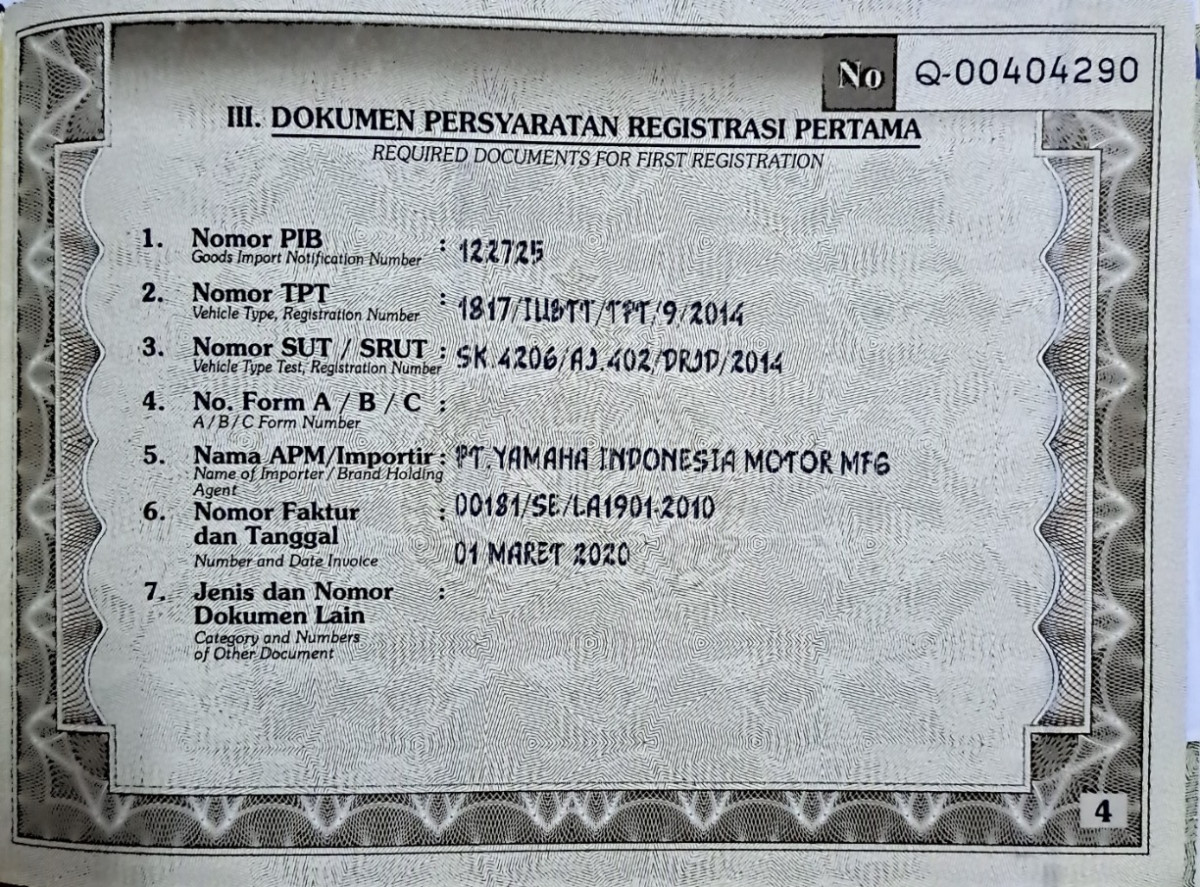 No Q-00404290
III. DOKUMEN PERSYARATAN REGISTRASI PERTAMA
REQUIRED DOCUMENTS FOR FIRST REGISTRATION
1. Nomor PIB : 122725
Goods Import Notification Number
2. Nomor TPT : 1817/IUBTT/TPT/9/2014
Vehicle Type, Registration Number
3. Nomor SUT / SRUT : SK.4206/AJ.402/DRJD/2014
Vehicle Type Test, Registration Number
4. No. Form A / B / C :
A / B / C Form Number
5. Nama APM/Importir : PT.YAMAHA INDONESIA MOTOR MFG
Name of Importer / Brand Holding
Agent
6. Nomor Faktur : 00181/SE/LA1901-2010
dan Tanggal 01 MARET 2020
Number and Date Invoice
7. Jenis dan Nomor :
Dokumen Lain
Category and Numbers
of Other Document
4